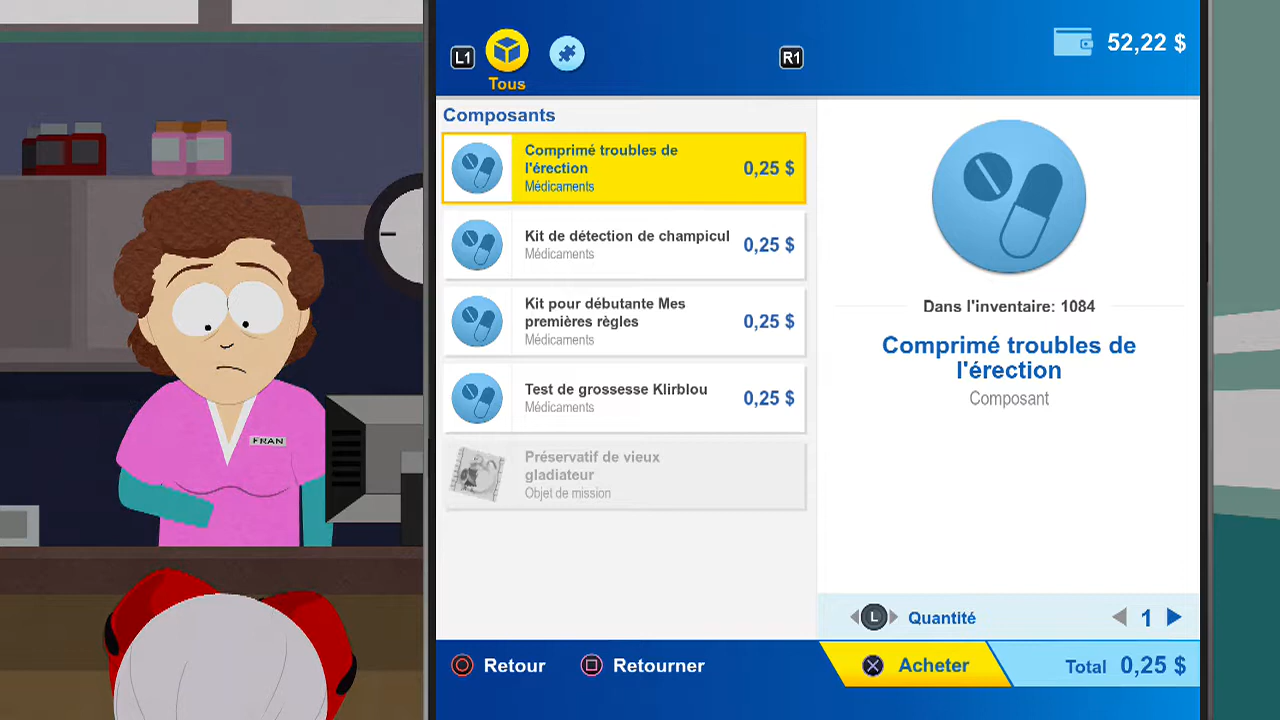 L1
Tous
R1
52,22 $
Composants
Comprimé troubles de
l'érection
Médicaments
0,25 $
Kit de détection de champicul
Médicaments
0,25 $
Kit pour débutante Mes
premières règles
Médicaments
0,25 $
Test de grossesse Klirblou
Médicaments
0,25 $
Préservatif de vieux
gladiateur
Objet de mission
Dans l'inventaire: 1084
Comprimé troubles de
l'érection
Composant
L Quantité 1
Retour
Retourner
Acheter
Total 0,25 $
FRAN